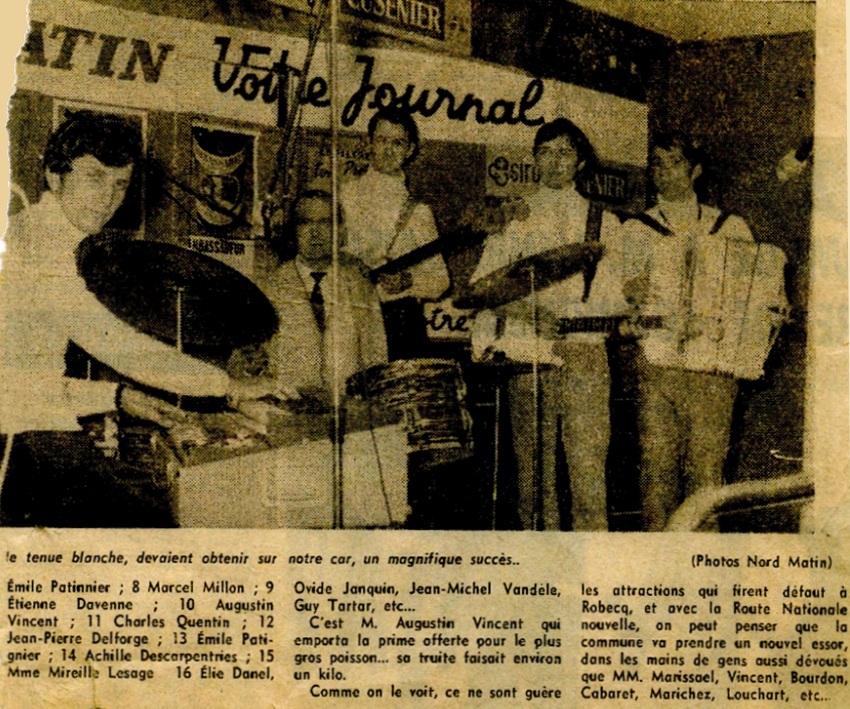 CUSENIER
MATIN Votre Journal
siro
NIER
BASSADEUR
tre
le tenue blanche, devaient obtenir sur notre car, un magnifique succès..
(Photos Nord Matin)
Émile Patinnier ; 8 Marcel Millon ; 9
Étienne Davenne ; 10 Augustin
Vincent ; 11 Charles Quentin ; 12
Jean-Pierre Delforge ; 13 Émile Pati-
gnier ; 14 Achille Descarpentries ; 15
Mme Mireille Lesage 16 Élie Danel,
Ovide Janquin, Jean-Michel Vandéle,
Guy Tartar, etc...
C'est M. Augustin Vincent qui
emporta la prime offerte pour le plus
gros poisson... sa truite faisait environ
un kilo.
Comme on le voit, ce ne sont guère
les attractions qui firent défaut à
Robecq, et avec la Route Nationale
nouvelle, on peut penser que la
commune va prendre un nouvel essor,
dans les mains de gens aussi dévoués
que MM. Marissael, Vincent, Bourdon,
Cabaret, Marichez, Louchart, etc...